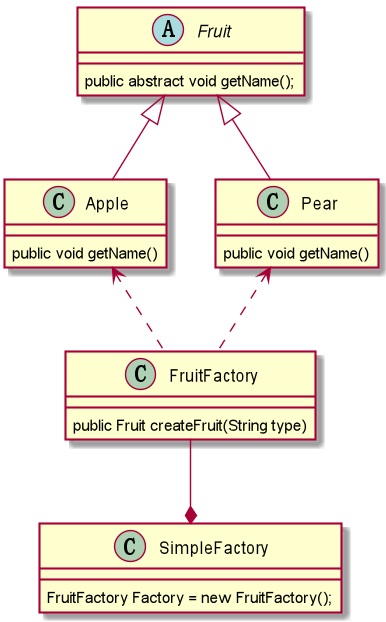 A Fruit
public abstract void getName();
C Apple
public void getName()
C Pear
public void getName()
C FruitFactory
public Fruit createFruit(String type)
C SimpleFactory
FruitFactory Factory = new FruitFactory();